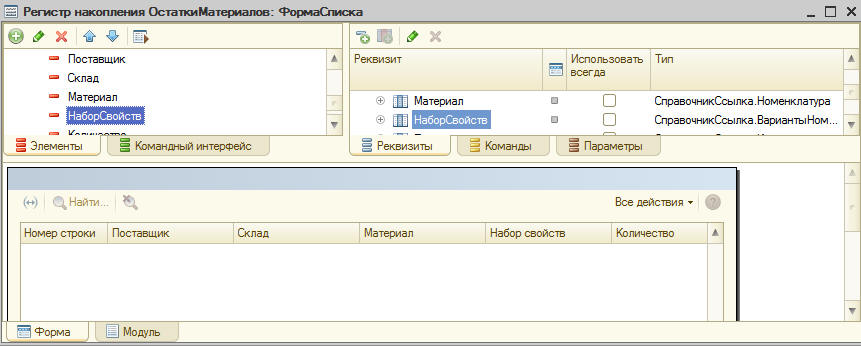 Регистр накопления ОстаткиМатериалов: ФормаСписка
Поставщик
Склад
Материал
НаборСвойств
Количество
Элементы Командный интерфейс
Реквизит Использовать всегда Тип
Материал СправочникСсылка.Номенклатура
НаборСвойств СправочникСсылка.ВариантыНом...
Реквизиты Команды Параметры
Найти... Все действия
Номер строки Поставщик Склад Материал Набор свойств Количество
Форма Модуль